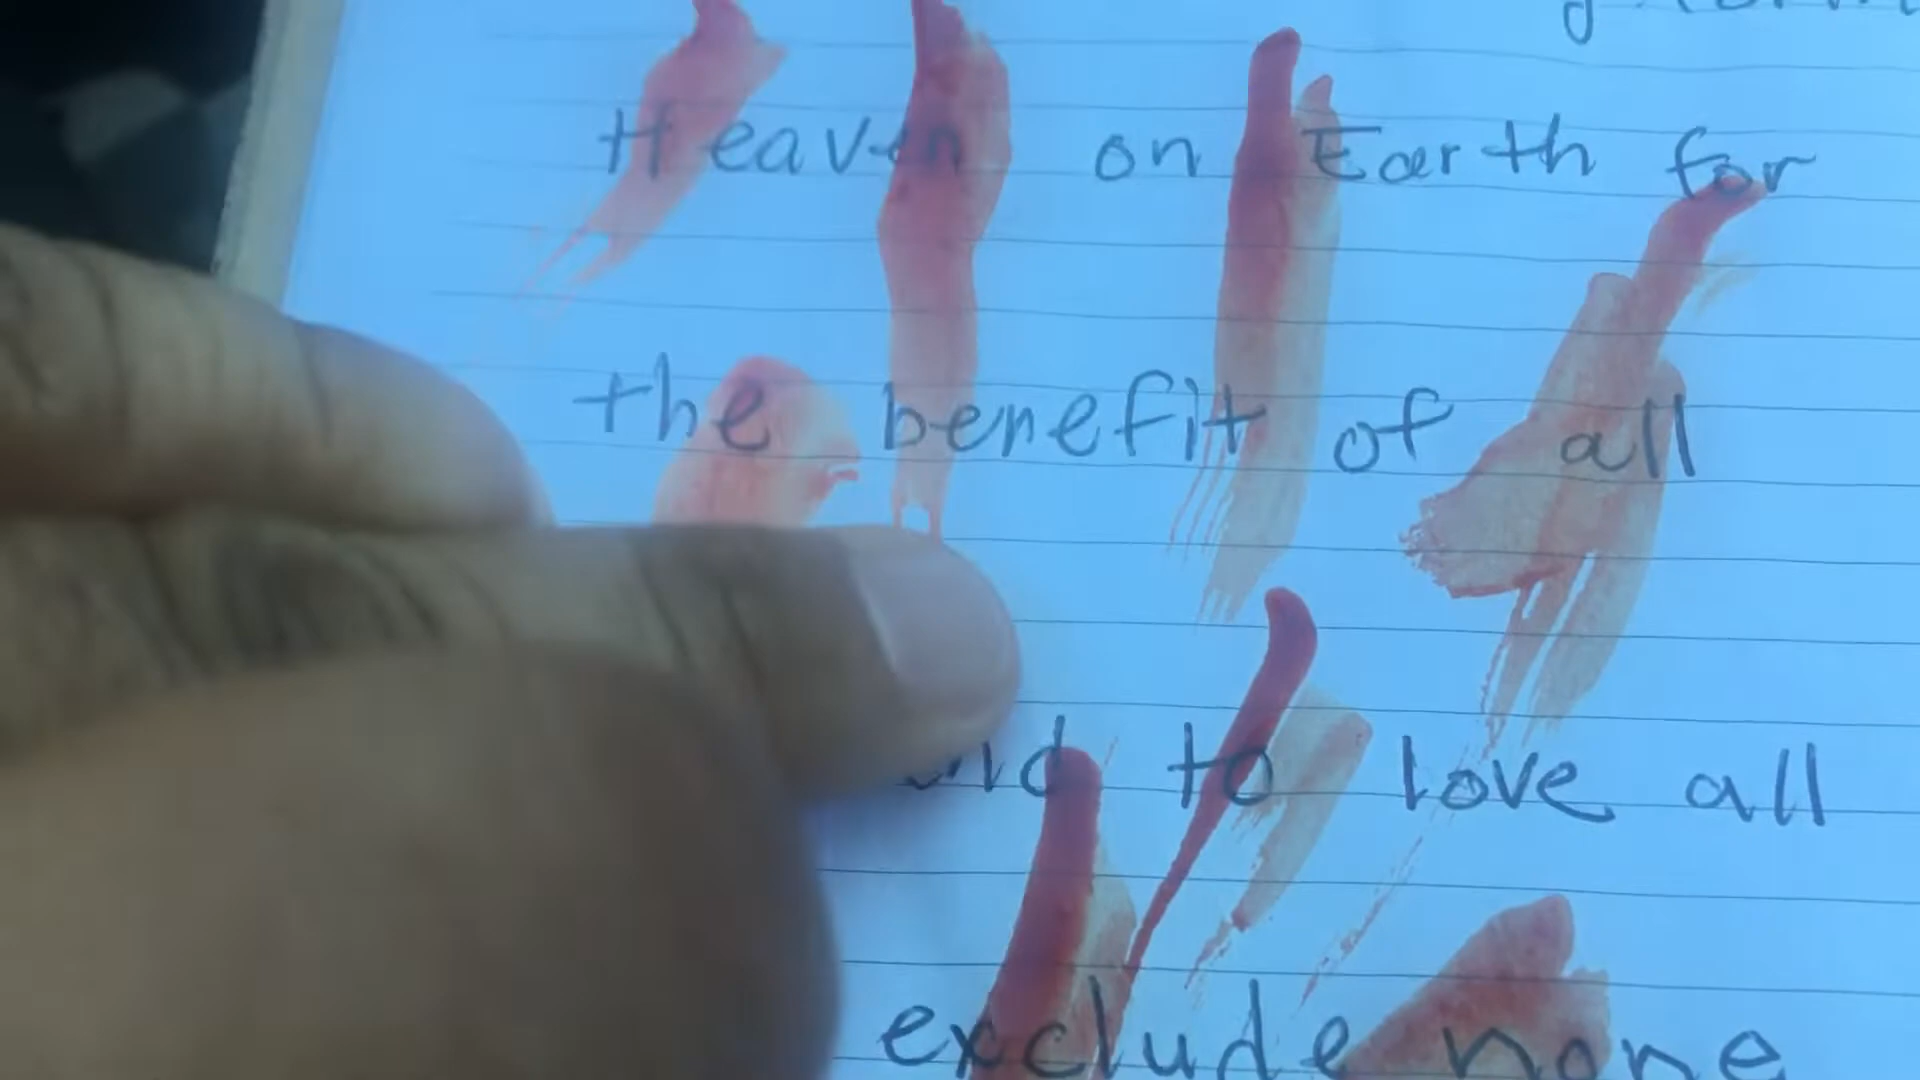 Heaven on Earth for
the benefit of all
to love all
exclude none